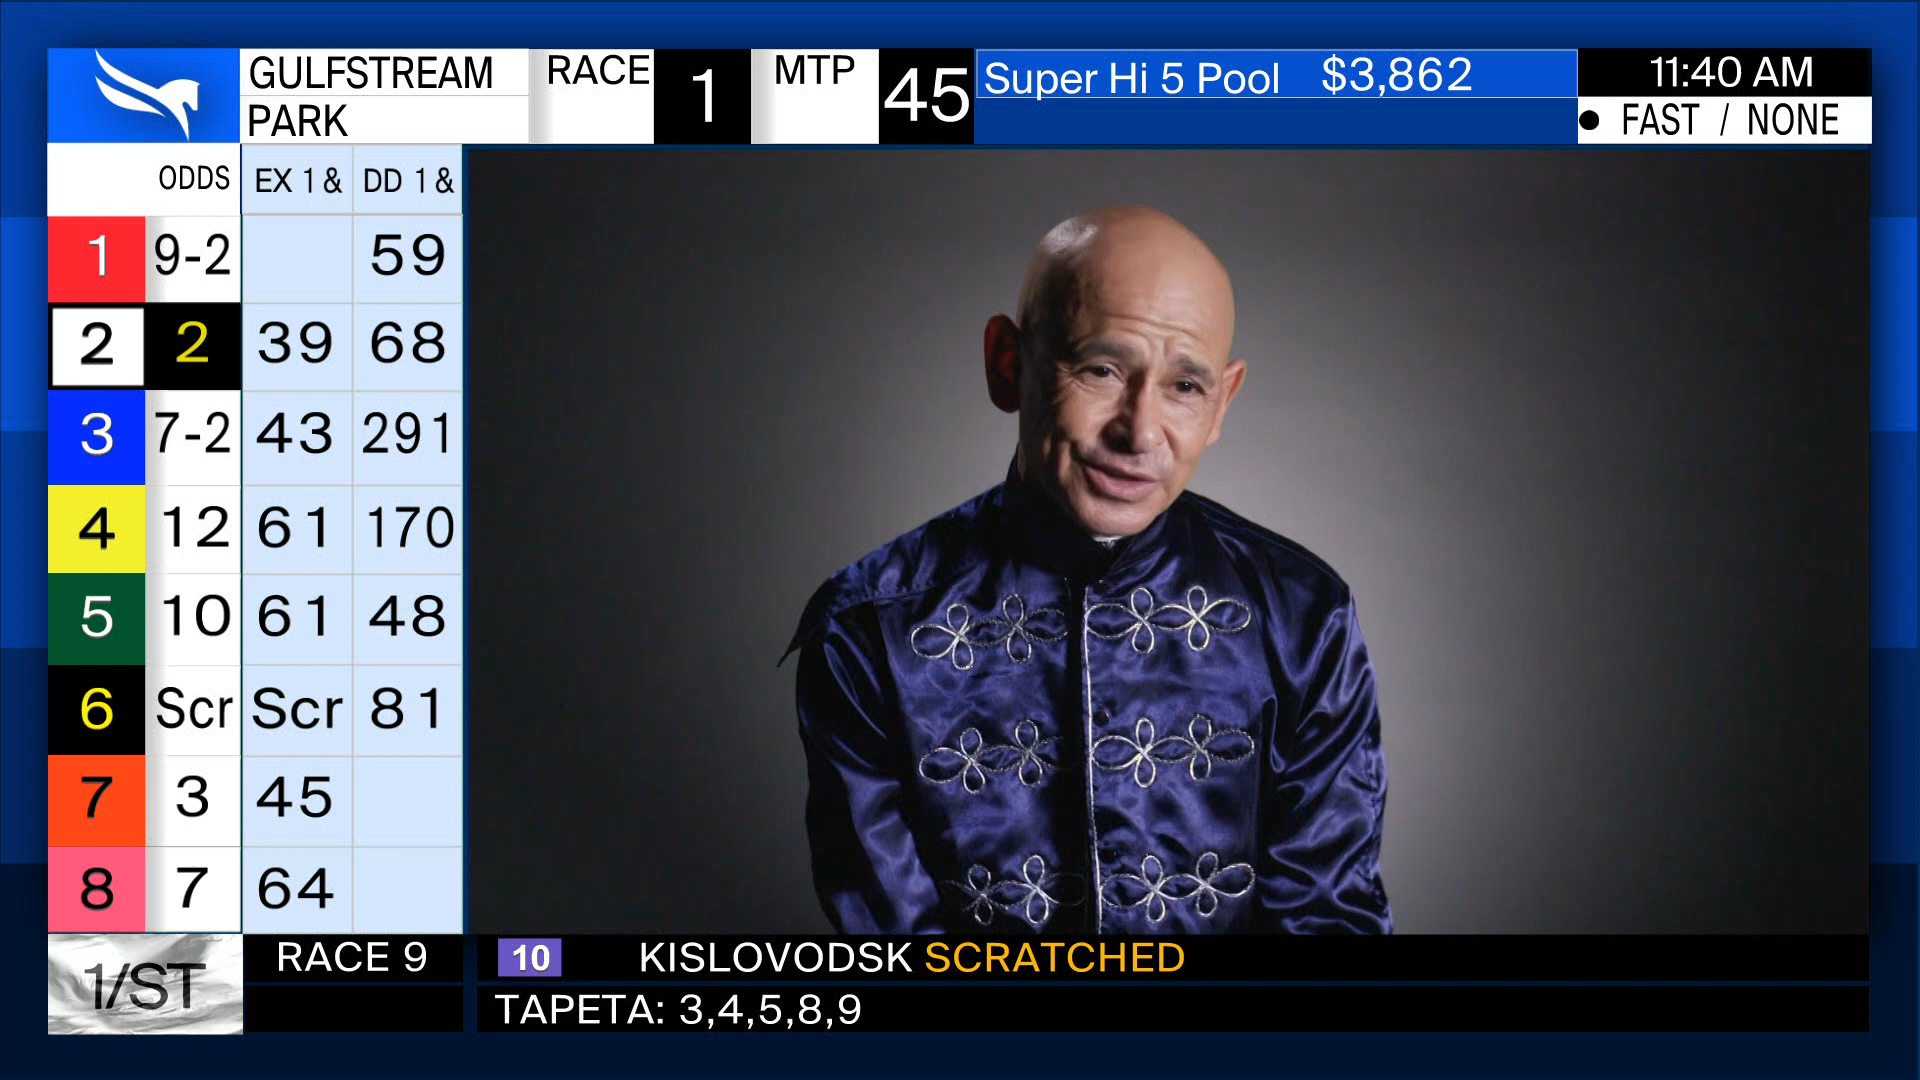 GULFSTREAM PARK RACE 1 MTP 45 Super Hi 5 Pool $3,862 11:40 AM
● FAST / NONE
ODDS EX 1 & DD 1 &
1 9-2 59
2 2 39 68
3 7-2 43 291
4 12 61 170
5 10 61 48
6 Scr Scr 81
7 3 45
8 7 64
1/ST RACE 9 10 KISLOVODSK SCRATCHED
TAPETA: 3,4,5,8,9